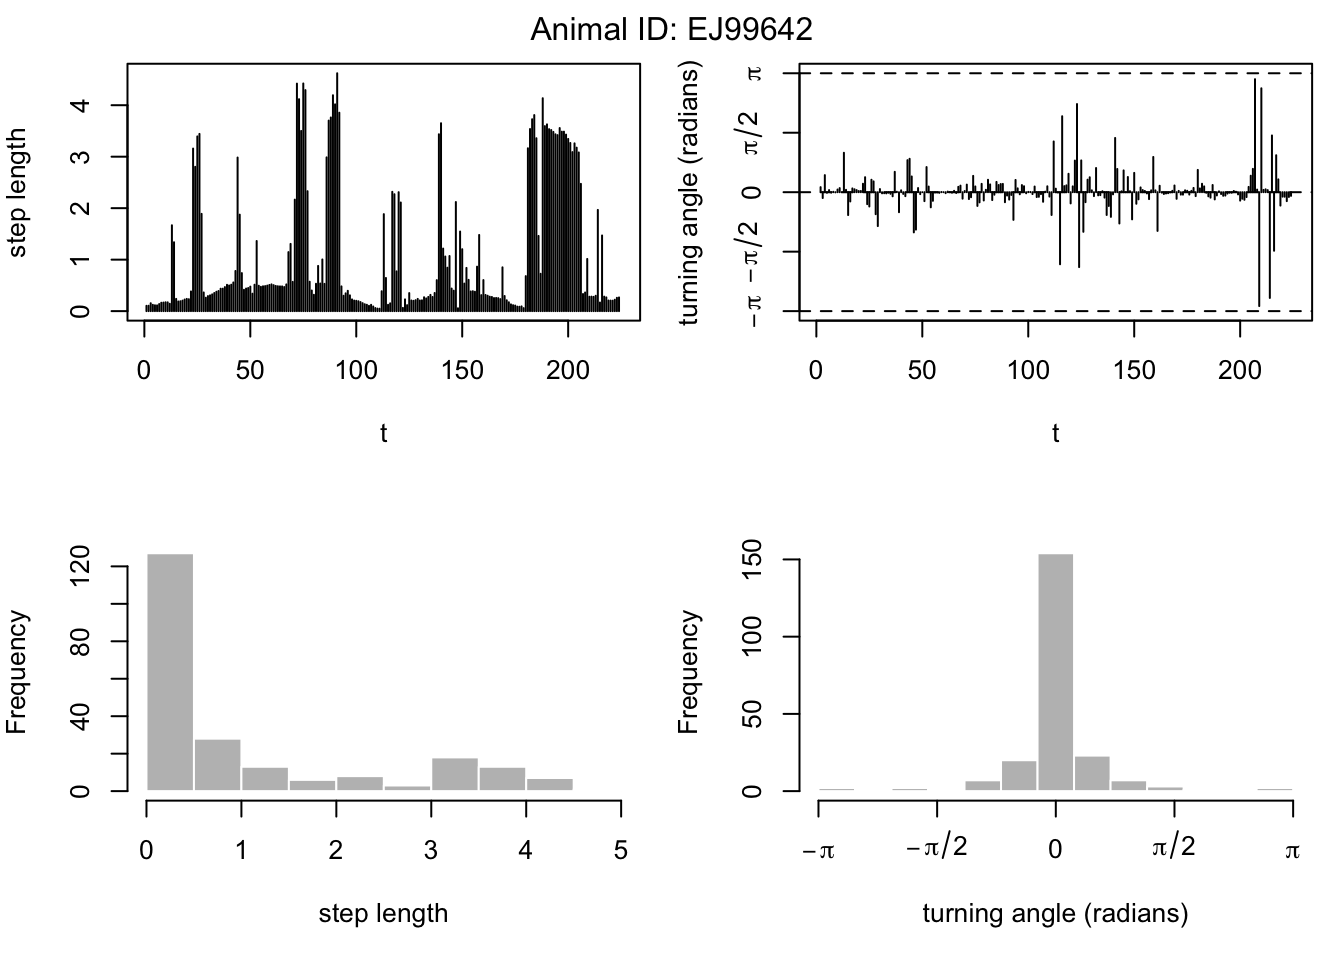 Animal ID: EJ99642
step length
4
3
2
1
0
0 50 100 150 200
t
turning angle (radians)
π
π/2
0
−π/2
−π
0 50 100 150 200
t
Frequency
120
80
40
0
0 1 2 3 4 5
step length
Frequency
150
100
50
0
−π −π/2 0 π/2 π
turning angle (radians)